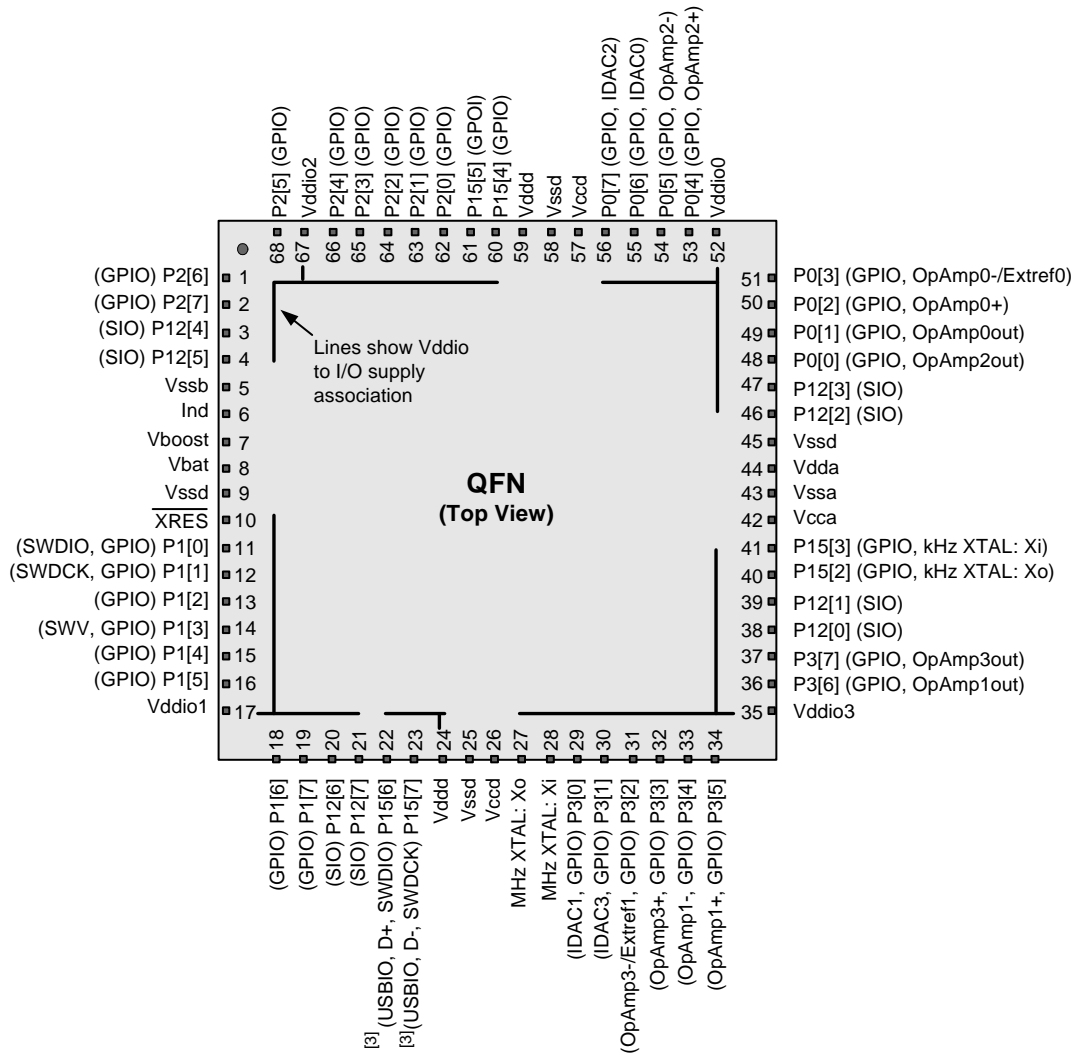 P2[5] (GPIO)
Vddio2
P2[4] (GPIO)
P2[3] (GPIO)
P2[2] (GPIO)
P2[1] (GPIO)
P2[0] (GPIO)
P15[5] (GPOI)
P15[4] (GPIO)
Vddd
Vssd
Vccd
P0[7] (GPIO, IDAC2)
P0[6] (GPIO, IDAC0)
P0[5] (GPIO, OpAmp2-)
P0[4] (GPIO, OpAmp2+)
Vddio0
68 67 66 65 64 63 62 61 60 59 58 57 56 55 54 53 52
(GPIO) P2[6] 1
(GPIO) P2[7] 2
(SIO) P12[4] 3
(SIO) P12[5] 4
Vssb 5
Ind 6
Vboost 7
Vbat 8
Vssd 9
XRES 10
(SWDIO, GPIO) P1[0] 11
(SWDCK, GPIO) P1[1] 12
(GPIO) P1[2] 13
(SWV, GPIO) P1[3] 14
(GPIO) P1[4] 15
(GPIO) P1[5] 16
Vddio1 17
Lines show Vddio
to I/O supply
association
QFN
(Top View)
51 P0[3] (GPIO, OpAmp0-/Extref0)
50 P0[2] (GPIO, OpAmp0+)
49 P0[1] (GPIO, OpAmp0out)
48 P0[0] (GPIO, OpAmp2out)
47 P12[3] (SIO)
46 P12[2] (SIO)
45 Vssd
44 Vdda
43 Vssa
42 Vcca
41 P15[3] (GPIO, kHz XTAL: Xi)
40 P15[2] (GPIO, kHz XTAL: Xo)
39 P12[1] (SIO)
38 P12[0] (SIO)
37 P3[7] (GPIO, OpAmp3out)
36 P3[6] (GPIO, OpAmp1out)
35 Vddio3
18 19 20 21 22 23 24 25 26 27 28 29 30 31 32 33 34
(GPIO) P1[6]
(GPIO) P1[7]
(SIO) P12[6]
(SIO) P12[7]
[3] (USBIO, D+, SWDIO) P15[6]
[3] (USBIO, D-, SWDCK) P15[7]
Vddd
Vssd
Vccd
MHz XTAL: Xo
MHz XTAL: Xi
(IDAC1, GPIO) P3[0]
(IDAC3, GPIO) P3[1]
(OpAmp3-/Extref1, GPIO) P3[2]
(OpAmp3+, GPIO) P3[3]
(OpAmp1-, GPIO) P3[4]
(OpAmp1+, GPIO) P3[5]